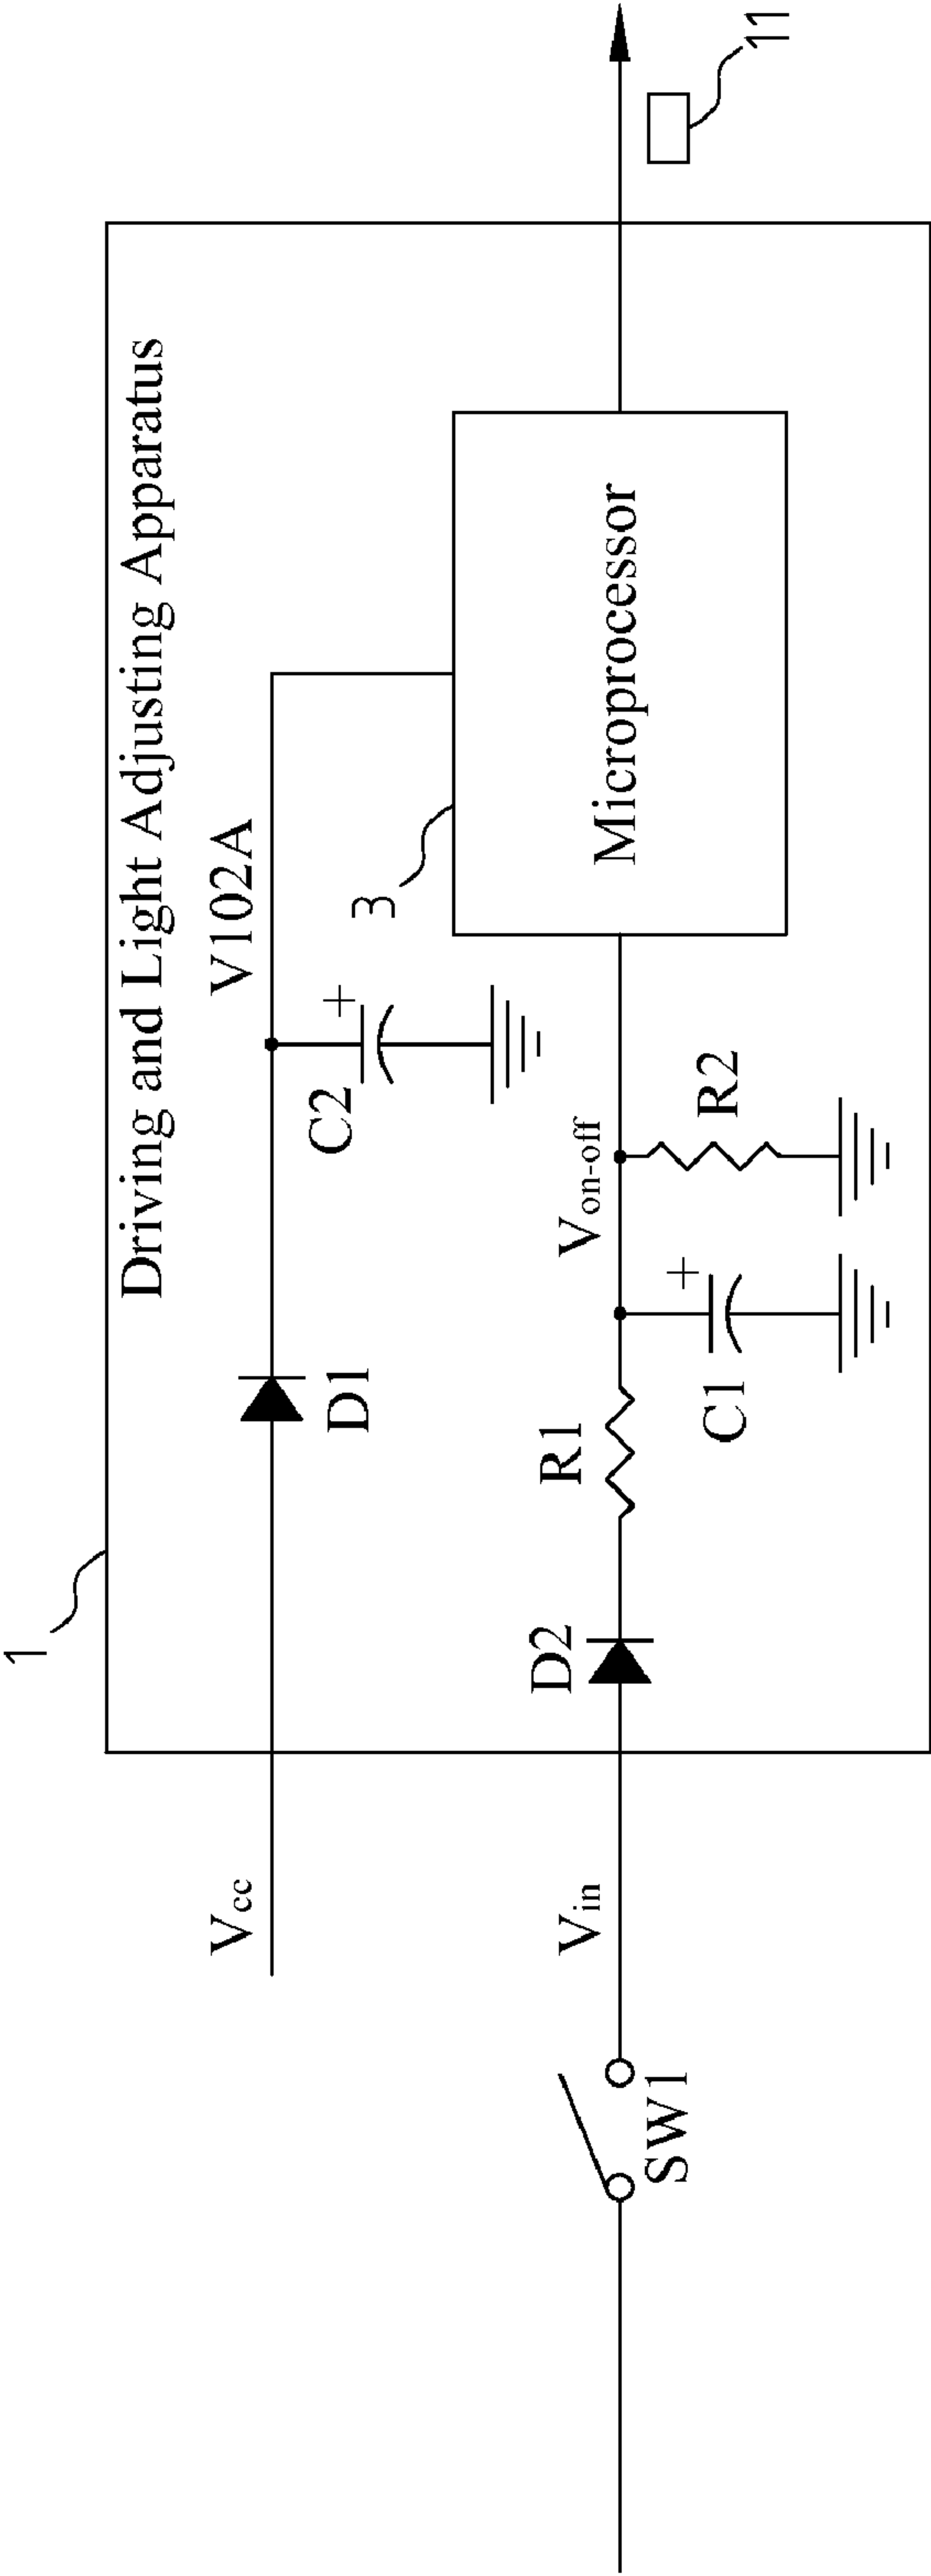 1
Driving and Light Adjusting Apparatus
Vcc
D1
V102A
C2
+
3
Microprocessor
SW1
Vin
D2
R1
Von-off
C1
+
R2
11